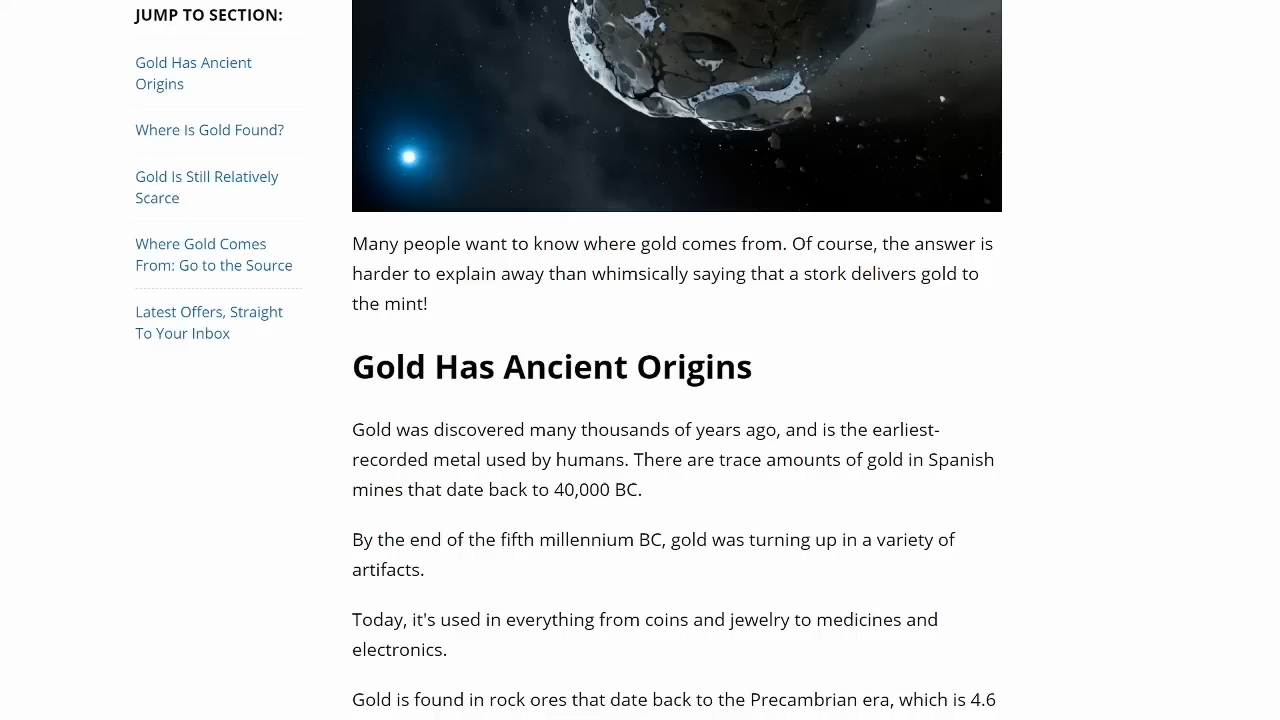 JUMP TO SECTION:
Gold Has Ancient
Origins
Where Is Gold Found?
Gold Is Still Relatively
Scarce
Where Gold Comes
From: Go to the Source
Latest Offers, Straight
To Your Inbox
Many people want to know where gold comes from. Of course, the answer is
harder to explain away than whimsically saying that a stork delivers gold to
the mint!
Gold Has Ancient Origins
Gold was discovered many thousands of years ago, and is the earliest-
recorded metal used by humans. There are trace amounts of gold in Spanish
mines that date back to 40,000 BC.
By the end of the fifth millennium BC, gold was turning up in a variety of
artifacts.
Today, it's used in everything from coins and jewelry to medicines and
electronics.
Gold is found in rock ores that date back to the Precambrian era, which is 4.6